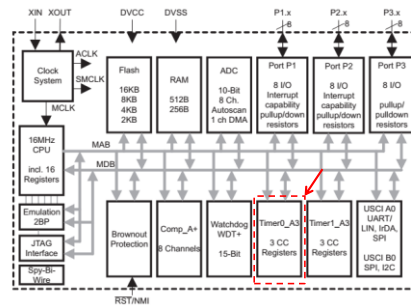 XIN XOUT DVCC DVSS P1.x P2.x P3.x
8 8 8
Clock
System
ACLK
SMCLK
MCLK
Flash
16KB
8KB
4KB
2KB
RAM
512B
256B
ADC
10-Bit
8 Ch.
Autoscan
1 ch DMA
Port P1
8 I/O
Interrupt
capability
pullup/down
resistors
Port P2
8 I/O
Interrupt
capability
pullup/down
resistors
Port P3
8 I/O
pullup/
pulldown
resistors
16MHz
CPU
incl. 16
Registers
MAB
MDB
Emulation
2BP
JTAG
Interface
Spy-Bi-
Wire
Brownout
Protection
Comp_A+
8 Channels
Watchdog
WDT+
15-Bit
Timer0_A3
3 CC
Registers
Timer1_A3
3 CC
Registers
USCI A0
UART/
LIN, IrDA,
SPI
USCI B0
SPI, I2C
RST/NMI